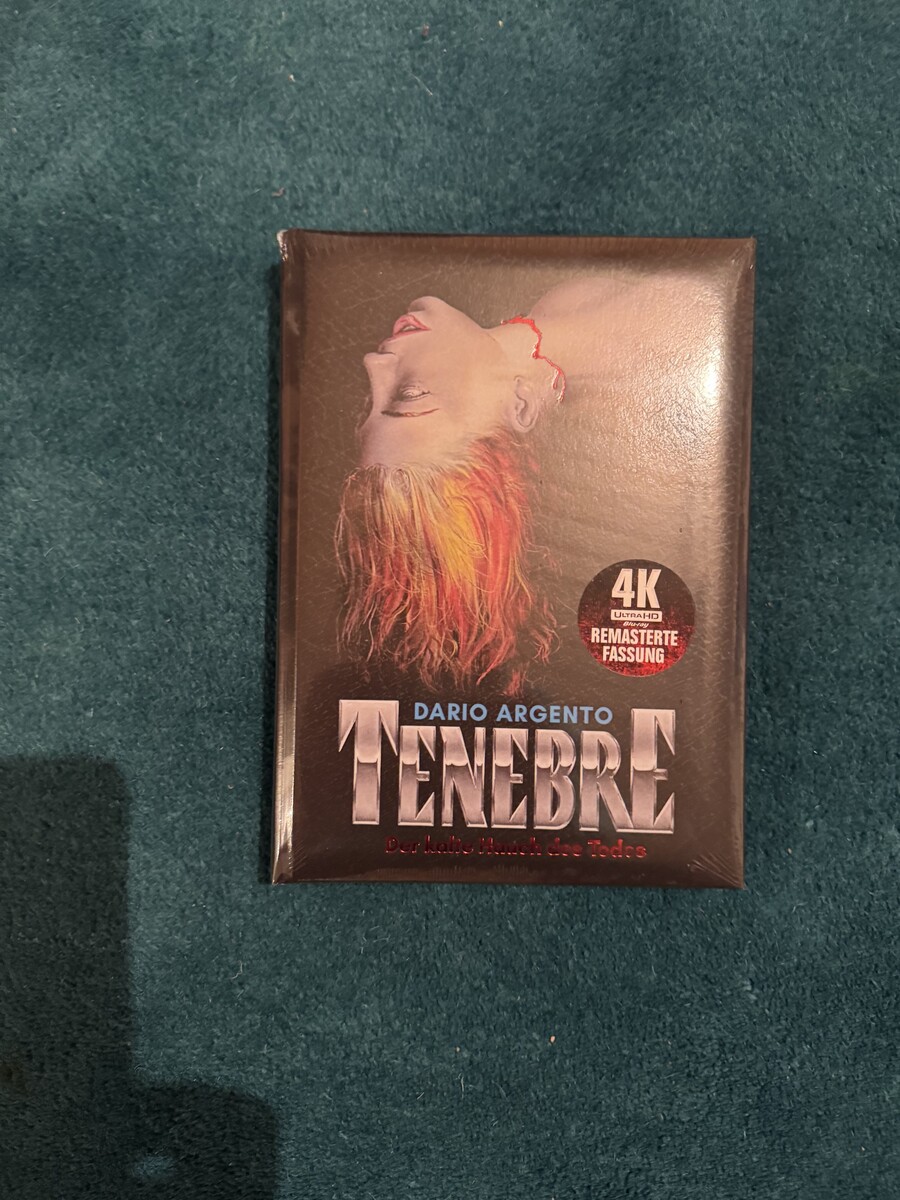 4K
ULTRA HD
Blu-ray
REMASTERTE
FASSUNG
DARIO ARGENTO
TENEBRE
Der kalte Hauch des Todes